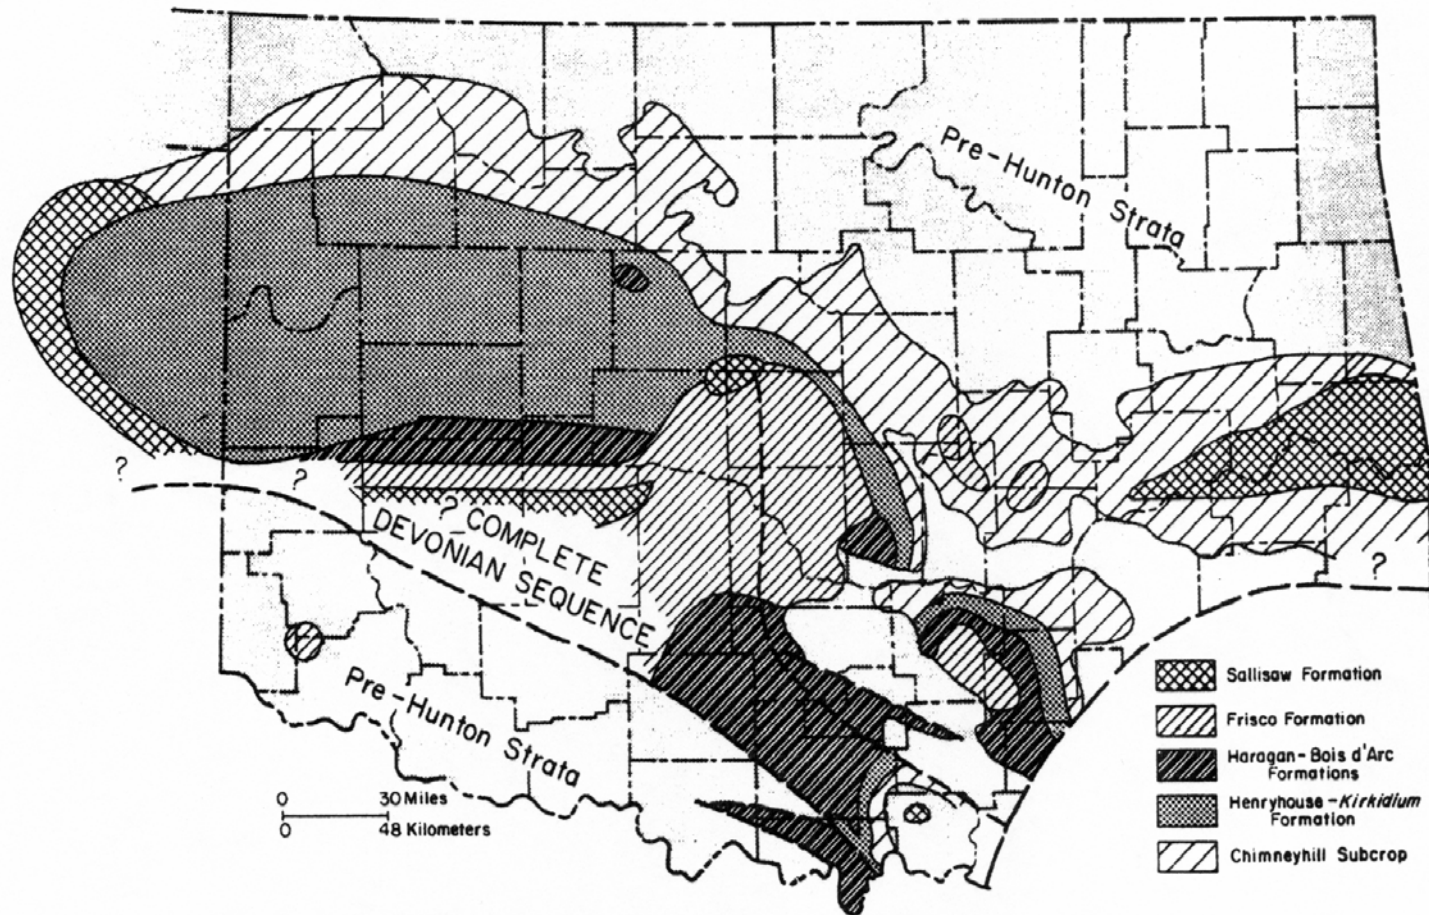 Pre-Hunton Strata
?
?
? COMPLETE
DEVONIAN SEQUENCE
?
Pre-Hunton Strata
0 30 Miles
0 48 Kilometers
Sallisaw Formation
Frisco Formation
Haragan-Bois d'Arc
Formations
Henryhouse-Kirkidium
Formation
Chimneyhill Subcrop